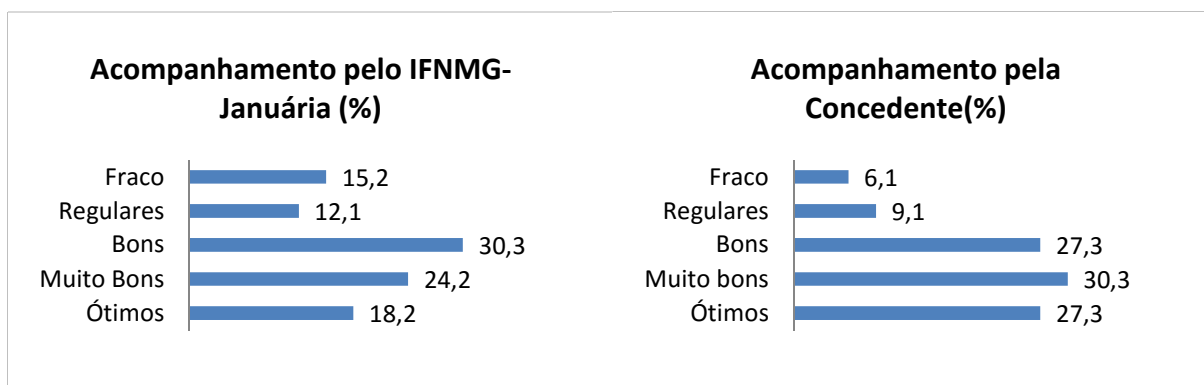 Acompanhamento pelo IFNMG-
Januária (%)
Fraco 15,2
Regulares 12,1
Bons 30,3
Muito Bons 24,2
Ótimos 18,2
Acompanhamento pela
Concedente(%)
Fraco 6,1
Regulares 9,1
Bons 27,3
Muito bons 30,3
Ótimos 27,3